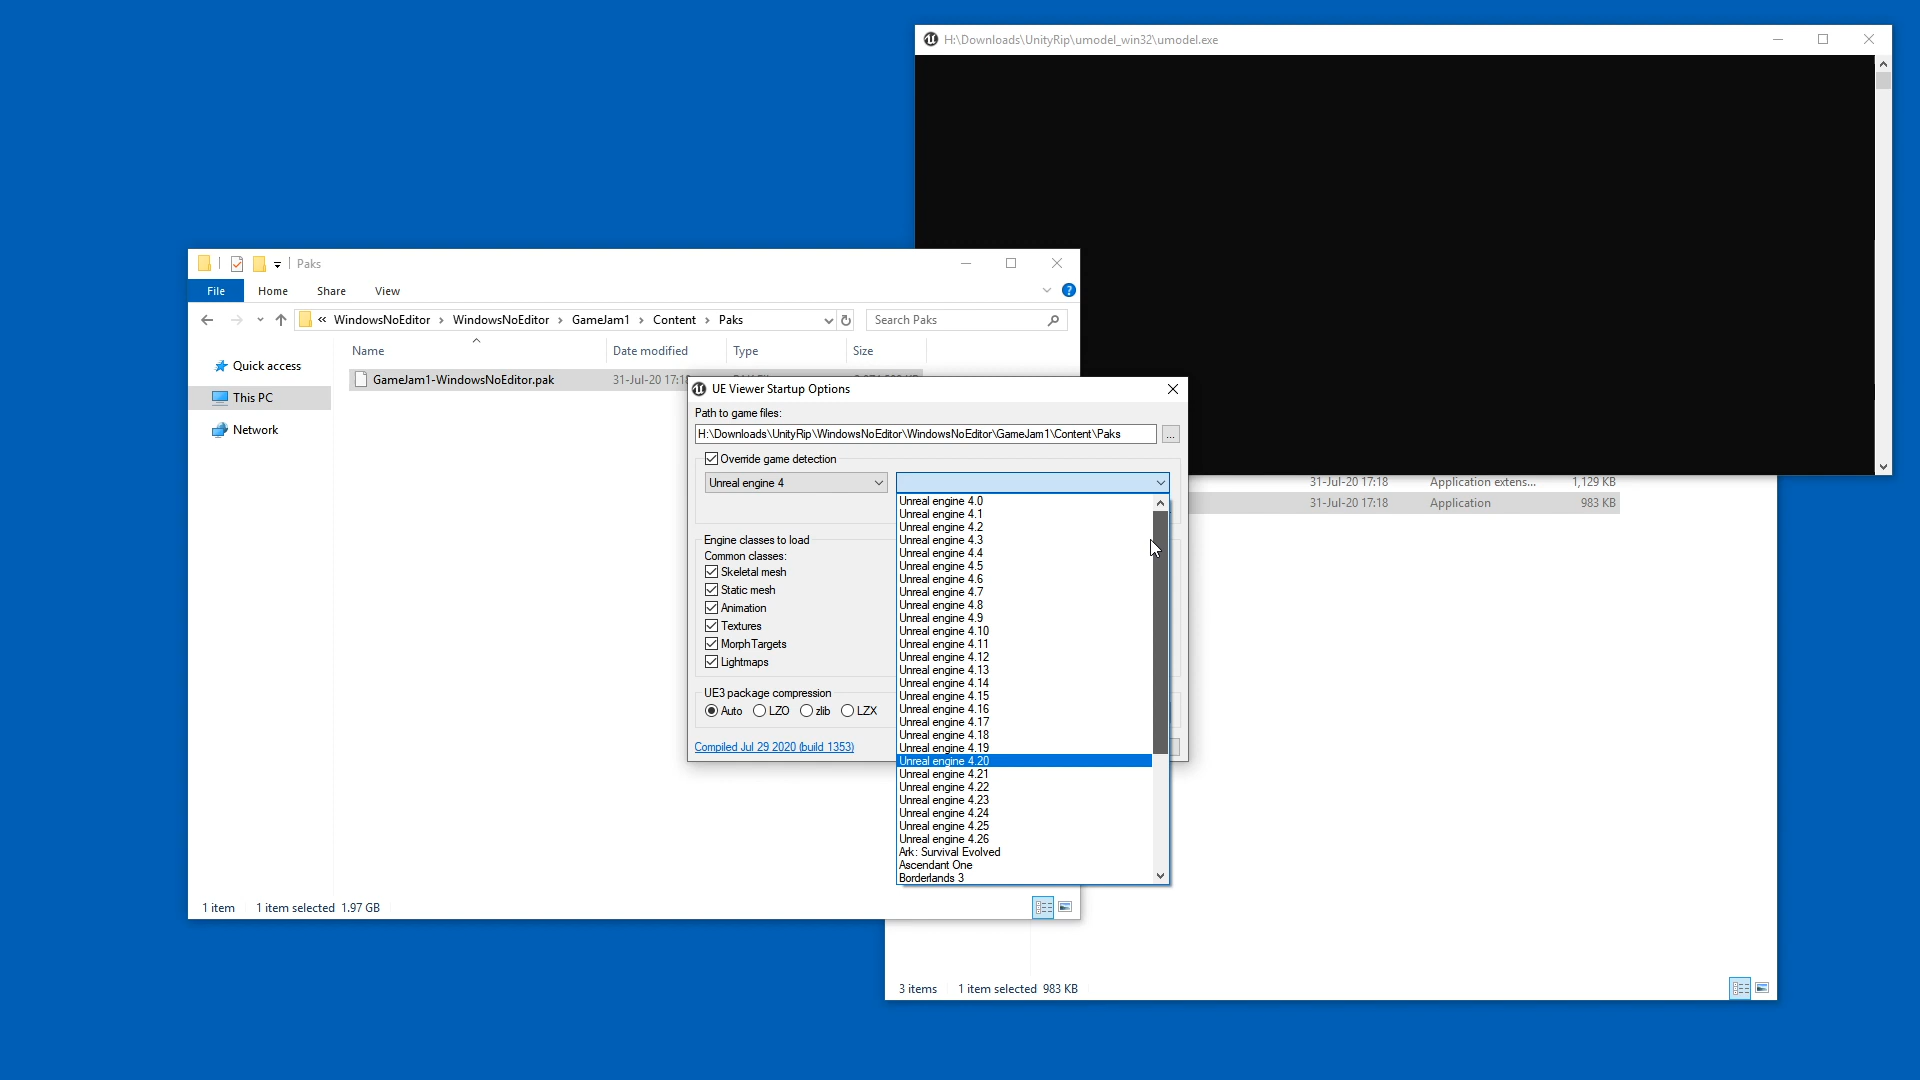 H:\Downloads\UnityRip\umodel_win32\umodel.exe
Paks
File Home Share View
« WindowsNoEditor › WindowsNoEditor › GameJam1 › Content › Paks
Search Paks
Name Date modified Type Size
Quick access
This PC
Network
GameJam1-WindowsNoEditor.pak 31-Jul-20 17:18
UE Viewer Startup Options
Path to game files:
H:\Downloads\UnityRip\WindowsNoEditor\WindowsNoEditor\GameJam1\Content\Paks
...
Override game detection
Unreal engine 4
Engine classes to load
Common classes:
Skeletal mesh
Static mesh
Animation
Textures
MorphTargets
Lightmaps
UE3 package compression
Auto LZO zlib LZX
Compiled Jul 29 2020 (build 1353)
Unreal engine 4.0
Unreal engine 4.1
Unreal engine 4.2
Unreal engine 4.3
Unreal engine 4.4
Unreal engine 4.5
Unreal engine 4.6
Unreal engine 4.7
Unreal engine 4.8
Unreal engine 4.9
Unreal engine 4.10
Unreal engine 4.11
Unreal engine 4.12
Unreal engine 4.13
Unreal engine 4.14
Unreal engine 4.15
Unreal engine 4.16
Unreal engine 4.17
Unreal engine 4.18
Unreal engine 4.19
Unreal engine 4.20
Unreal engine 4.21
Unreal engine 4.22
Unreal engine 4.23
Unreal engine 4.24
Unreal engine 4.25
Unreal engine 4.26
Ark: Survival Evolved
Ascendant One
Borderlands 3
31-Jul-20 17:18 Application extens... 1,129 KB
31-Jul-20 17:18 Application 983 KB
1 item 1 item selected 1.97 GB
3 items 1 item selected 983 KB